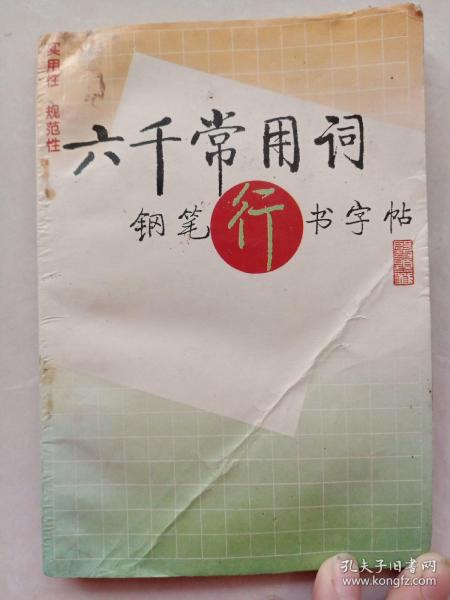 实用性 规范性
六千常用词
钢笔行书字帖
孔夫子旧书网
www.kongfz.com